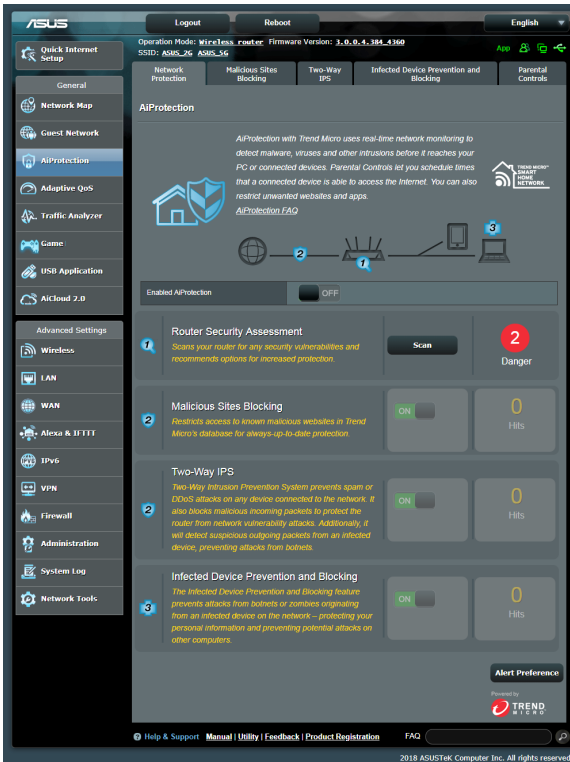 ASUS
Logout
Reboot
English
Quick Internet
Setup
Operation Mode: Wireless router Firmware Version: 3.0.0.4.384_4360
SSID: ASUS_2G ASUS_5G
App
General
Network Map
Guest Network
AiProtection
Adaptive QoS
Traffic Analyzer
Game
USB Application
AiCloud 2.0
Advanced Settings
Wireless
LAN
WAN
Alexa & IFTTT
IPv6
VPN
Firewall
Administration
System Log
Network Tools
Network
Protection
Malicious Sites
Blocking
Two-Way
IPS
Infected Device Prevention and
Blocking
Parental
Controls
AiProtection
AiProtection with Trend Micro uses real-time network monitoring to
detect malware, viruses and other intrusions before it reaches your
PC or connected devices. Parental Controls let you schedule times
that a connected device is able to access the Internet. You can also
restrict unwanted websites and apps.
AiProtection FAQ
TREND MICRO™
SMART
HOME
NETWORK
2
1
3
Enabled AiProtection
OFF
1
Router Security Assessment
Scans your router for any security vulnerabilities and
recommends options for increased protection.
Scan
2
Danger
2
Malicious Sites Blocking
Restricts access to known malicious websites in Trend
Micro's database for always-up-to-date protection.
ON
0
Hits
2
Two-Way IPS
Two-Way Intrusion Prevention System prevents spam or
DDoS attacks on any device connected to the network. It
also blocks malicious incoming packets to protect the
router from network vulnerability attacks. Additionally, it
will detect suspicious outgoing packets from an infected
device, preventing attacks from botnets.
ON
0
Hits
3
Infected Device Prevention and Blocking
The Infected Device Prevention and Blocking feature
prevents attacks from botnets or zombies originating
from an infected device on the network – protecting your
personal information and preventing potential attacks on
other computers.
ON
0
Hits
Alert Preference
Powered by
TREND
MICRO
Help & Support
Manual | Utility | Feedback | Product Registration
FAQ
2018 ASUSTeK Computer Inc. All rights reserved